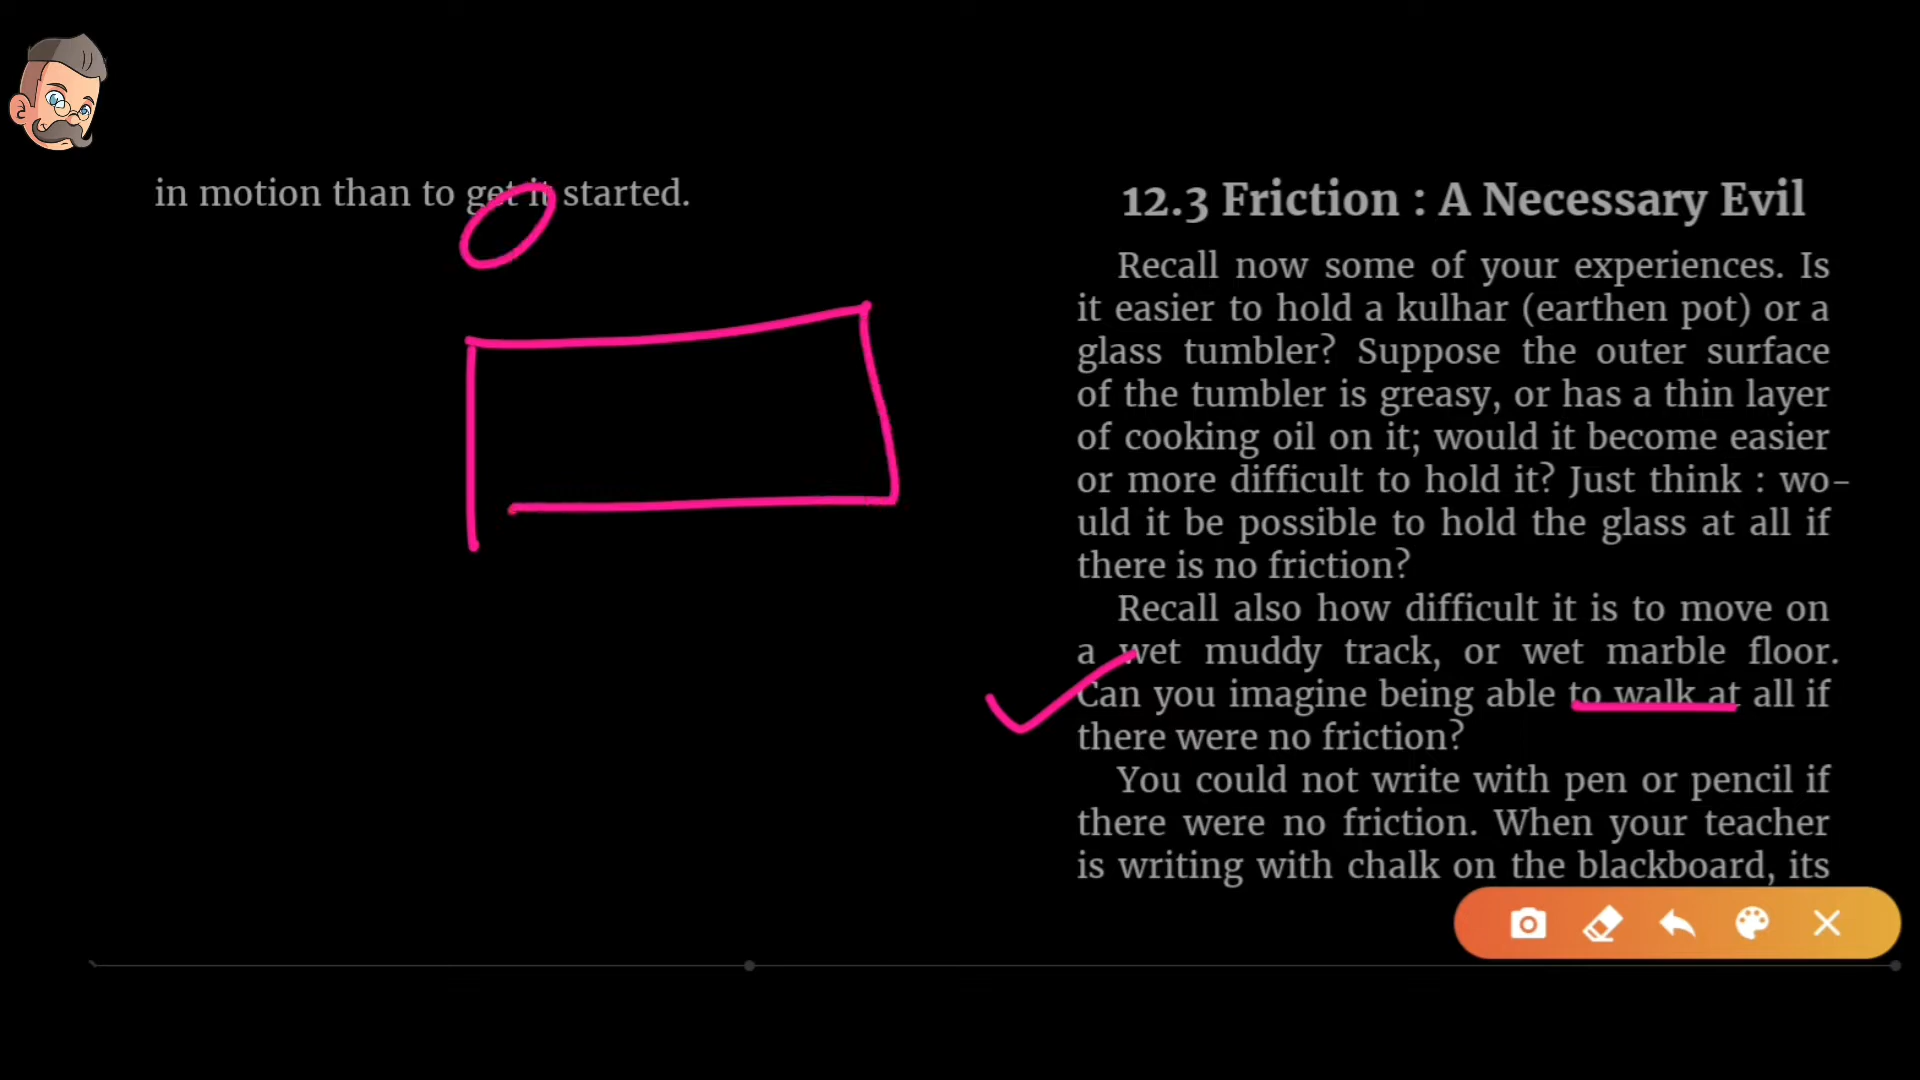 in motion than to get it started.
12.3 Friction : A Necessary Evil
Recall now some of your experiences. Is
it easier to hold a kulhar (earthen pot) or a
glass tumbler? Suppose the outer surface
of the tumbler is greasy, or has a thin layer
of cooking oil on it; would it become easier
or more difficult to hold it? Just think : wo-
uld it be possible to hold the glass at all if
there is no friction?
Recall also how difficult it is to move on
a wet muddy track, or wet marble floor.
Can you imagine being able to walk at all if
there were no friction?
You could not write with pen or pencil if
there were no friction. When your teacher
is writing with chalk on the blackboard, its